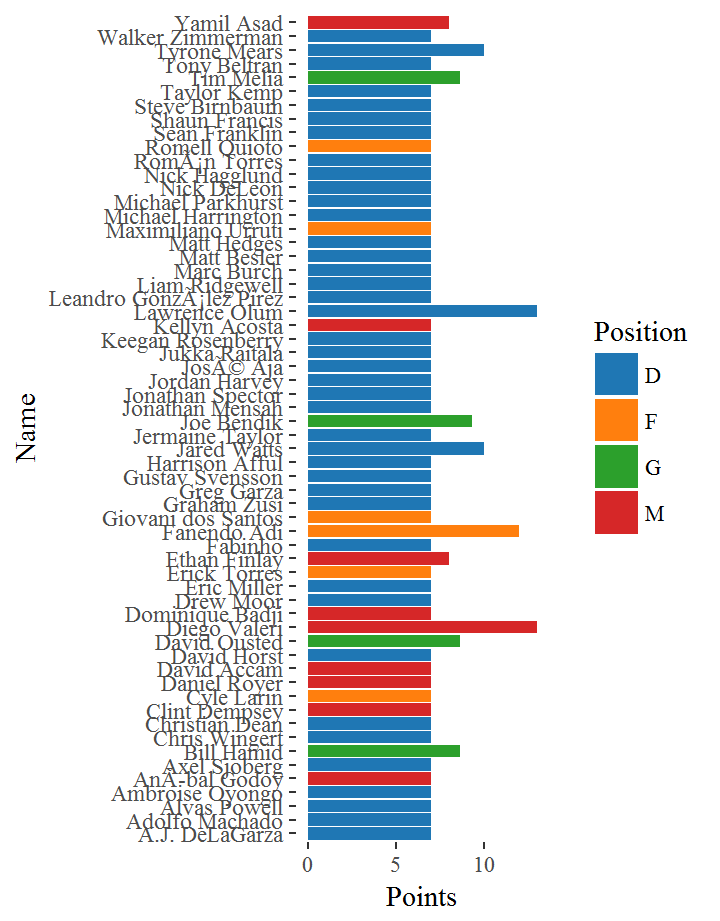 Yamil Asad
Walker Zimmerman
Tyrone Mears
Tony Beltran
Tim Melia
Taylor Kemp
Steve Birnbaum
Shaun Francis
Sean Franklin
Romell Quioto
RomÃ¡n Torres
Nick Hagglund
Nick DeLeon
Michael Parkhurst
Michael Harrington
Maximiliano Urruti
Matt Hedges
Matt Besler
Marc Burch
Liam Ridgewell
Leandro GonzÃ¡lez Pirez
Lawrence Olum
Kellyn Acosta
Keegan Rosenberry
Jukka Raitala
JosÃ© Aja
Jordan Harvey
Jonathan Spector
Jonathan Mensah
Joe Bendik
Jermaine Taylor
Jared Watts
Harrison Afful
Gustav Svensson
Greg Garza
Graham Zusi
Giovani dos Santos
Fanendo Adi
Fabinho
Ethan Finlay
Erick Torres
Eric Miller
Drew Moor
Dominique Badji
Diego Valeri
David Ousted
David Horst
David Accam
Daniel Royer
Cyle Larin
Clint Dempsey
Christian Dean
Chris Wingert
Bill Hamid
Axel Sjoberg
AnÃ-bal Godoy
Ambroise Oyongo
Alvas Powell
Adolfo Machado
A.J. DeLaGarza
Name
0 5 10
Points
Position
D
F
G
M